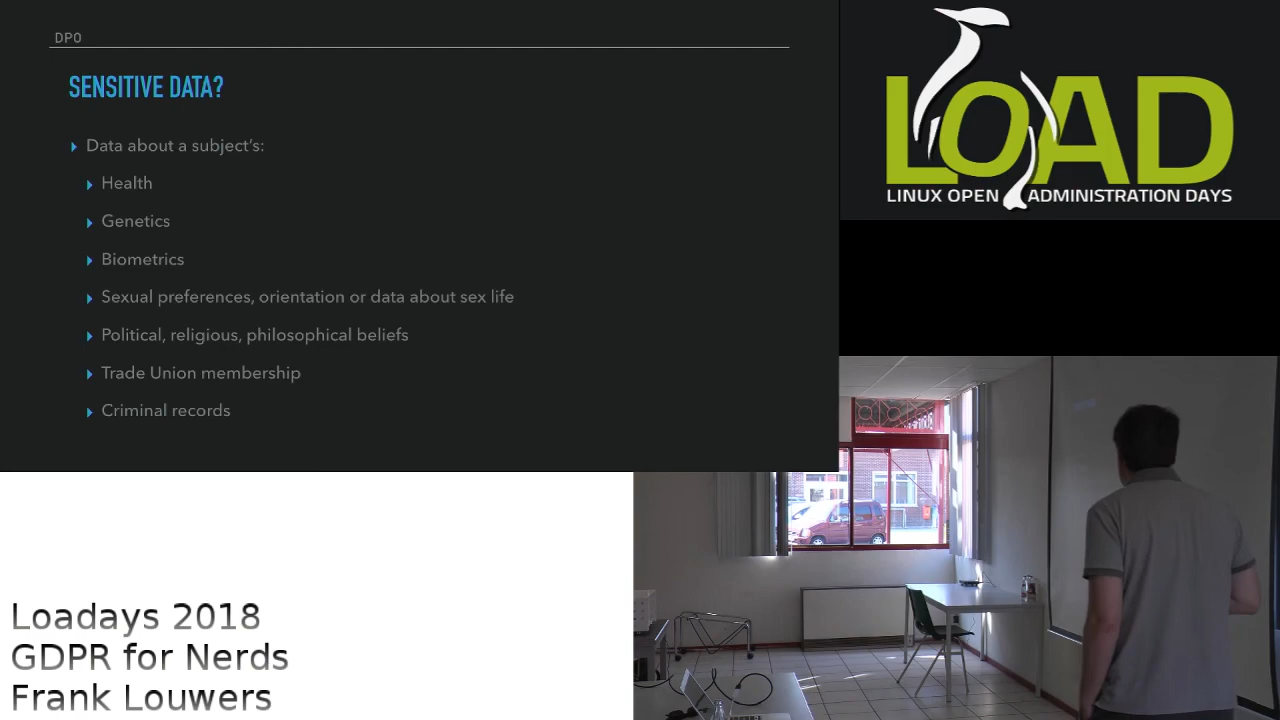 DPO
SENSITIVE DATA?
Data about a subject's:
Health
Genetics
Biometrics
Sexual preferences, orientation or data about sex life
Political, religious, philosophical beliefs
Trade Union membership
Criminal records
LOAD
LINUX OPEN ADMINISTRATION DAYS
Loadays 2018
GDPR for Nerds
Frank Louwers